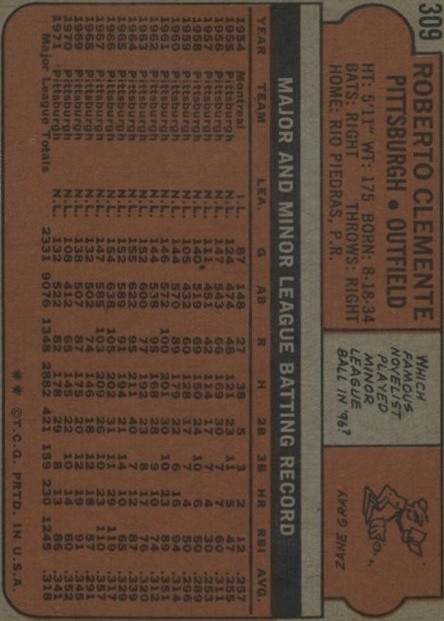 309
ROBERTO CLEMENTE
PITTSBURGH • OUTFIELD
HT: 5'11" WT: 175 BORN: 8-18-34
BATS: RIGHT THROWS: RIGHT
HOME: RIO PIEDRAS, P.R.
WHICH
FAMOUS
NOVELIST
PLAYED
MINOR
LEAGUE
BALL IN '96?
ZANE GRAY
MAJOR AND MINOR LEAGUE BATTING RECORD
YEAR TEAM LEA. G AB R H 2B 3B HR RBI AVG.
1954 Montreal I.L. 87 148 27 38 5 3 2 12 .257
1955 Pittsburgh N.L. 124 474 48 121 23 11 5 47 .255
1956 Pittsburgh N.L. 147 543 66 169 30 7 7 60 .311
1957 Pittsburgh N.L. 111 451 42 114 17 7 4 30 .253
1958 Pittsburgh N.L. 140 519 69 150 24 10 6 50 .289
1959 Pittsburgh N.L. 105 432 60 128 17 7 4 50 .296
1960 Pittsburgh N.L. 144 570 89 179 22 6 16 94 .314
1961 Pittsburgh N.L. 146 572 100 201 30 10 23 89 .351
1962 Pittsburgh N.L. 144 538 95 168 28 9 10 74 .312
1963 Pittsburgh N.L. 152 600 77 192 23 8 17 76 .320
1964 Pittsburgh N.L. 155 622 95 211 40 7 12 87 .339
1965 Pittsburgh N.L. 152 589 91 194 21 14 10 65 .329
1966 Pittsburgh N.L. 154 638 105 202 31 11 29 119 .317
1967 Pittsburgh N.L. 147 585 103 209 26 10 23 110 .357
1968 Pittsburgh N.L. 132 502 74 146 18 12 18 57 .291
1969 Pittsburgh N.L. 138 507 87 175 20 12 19 91 .345
1970 Pittsburgh N.L. 108 412 65 145 22 10 14 60 .352
1971 Pittsburgh N.L. 132 522 82 178 29 8 13 86 .341
Major League Totals 2331 9076 1348 2882 421 159 230 1245 .318
** ©T.C.G. PRTD. IN U.S.A.